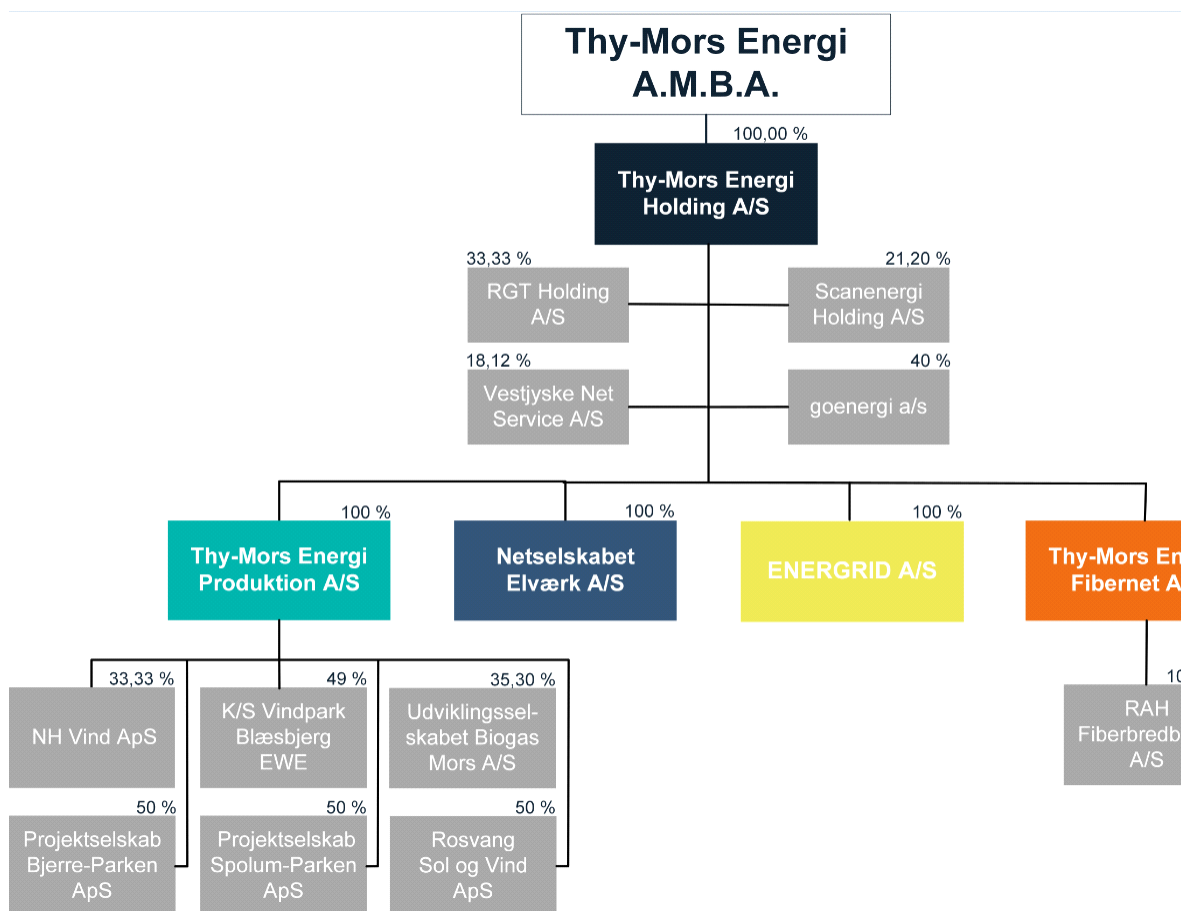 Thy-Mors Energi
A.M.B.A.
100,00 %
Thy-Mors Energi
Holding A/S
33,33 %
RGT Holding
A/S
21,20 %
Scanenergi
Holding A/S
18,12 %
Vestjyske Net
Service A/S
40 %
goenergi a/s
100 %
Thy-Mors Energi
Produktion A/S
100 %
Netselskabet
Elværk A/S
100 %
ENERGRID A/S
Thy-Mors
Fibernet
33,33 %
NH Vind ApS
49 %
K/S Vindpark
Blæsbjerg
EWE
35,30 %
Udviklingssel-
skabet Biogas
Mors A/S
RAH
A/S
50 %
Projektselskab
Bjerre-Parken
ApS
50 %
Projektselskab
Spolum-Parken
ApS
50 %
Rosvang
Sol og Vind
ApS